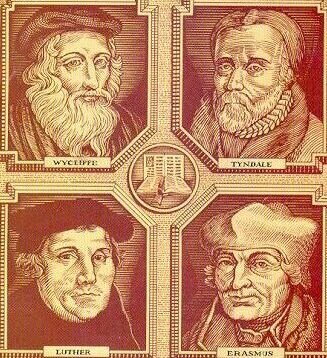 WYCLIFFE
TYNDALE
LUTHER
ERASMUS